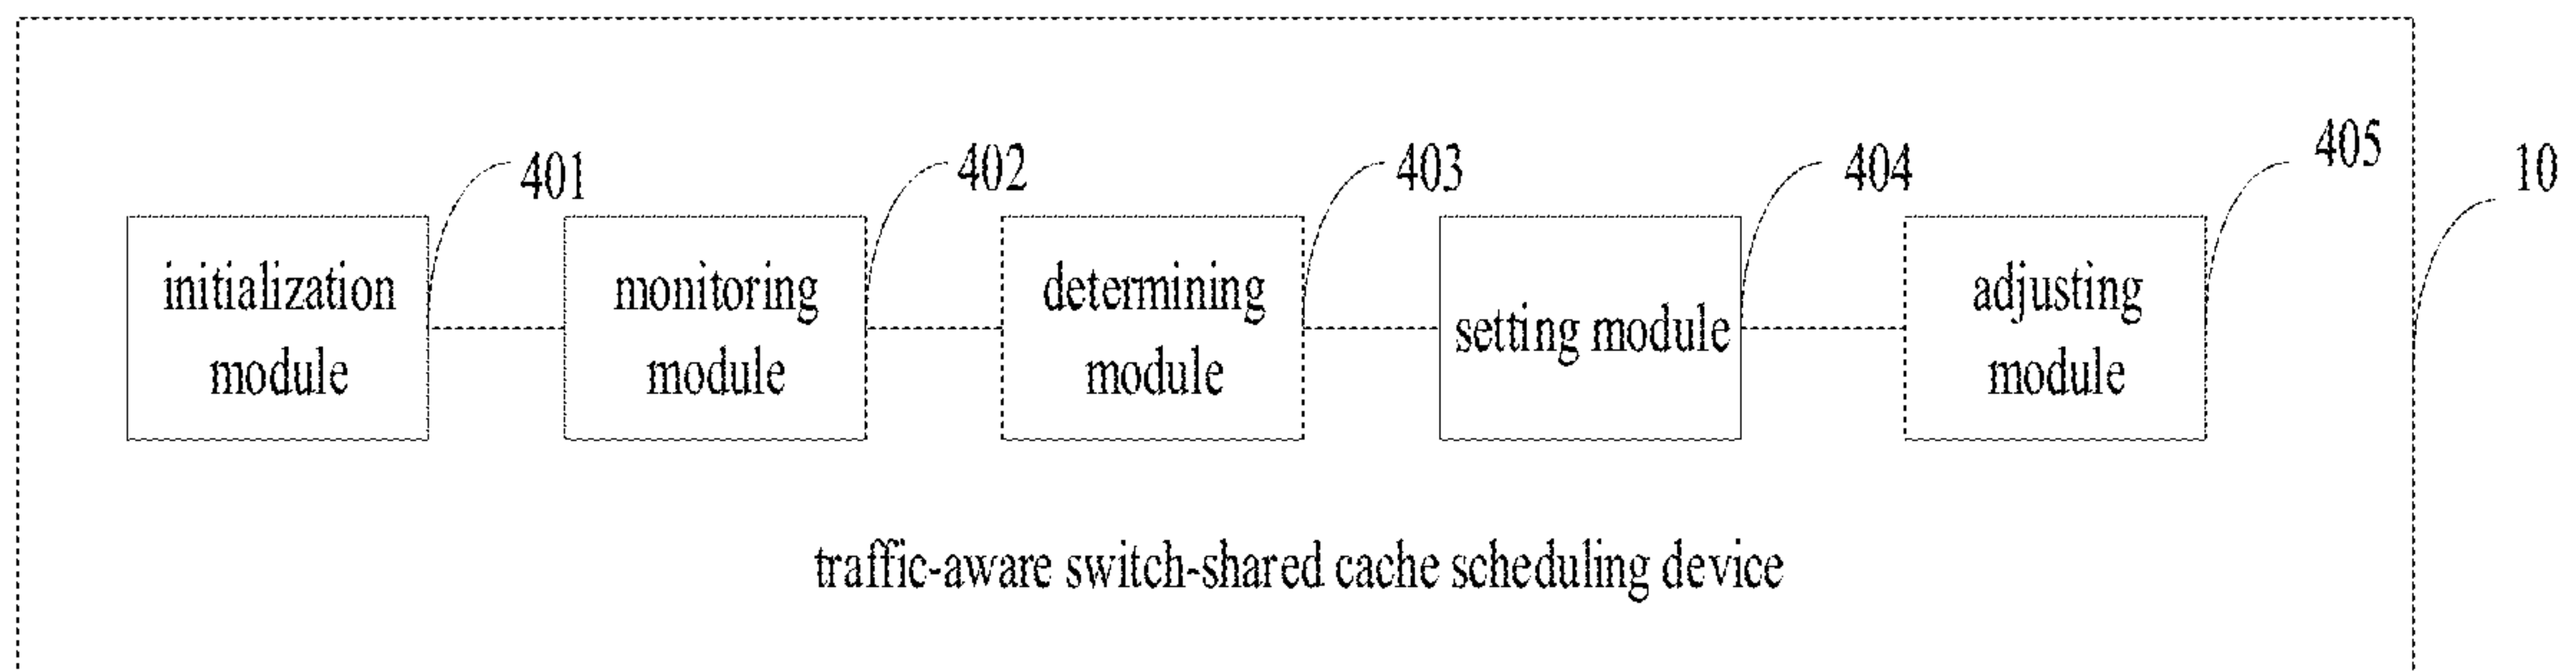 401
402
403
404
405
10
initialization
module
monitoring
module
determining
module
setting module
adjusting
module
traffic-aware switch-shared cache scheduling device